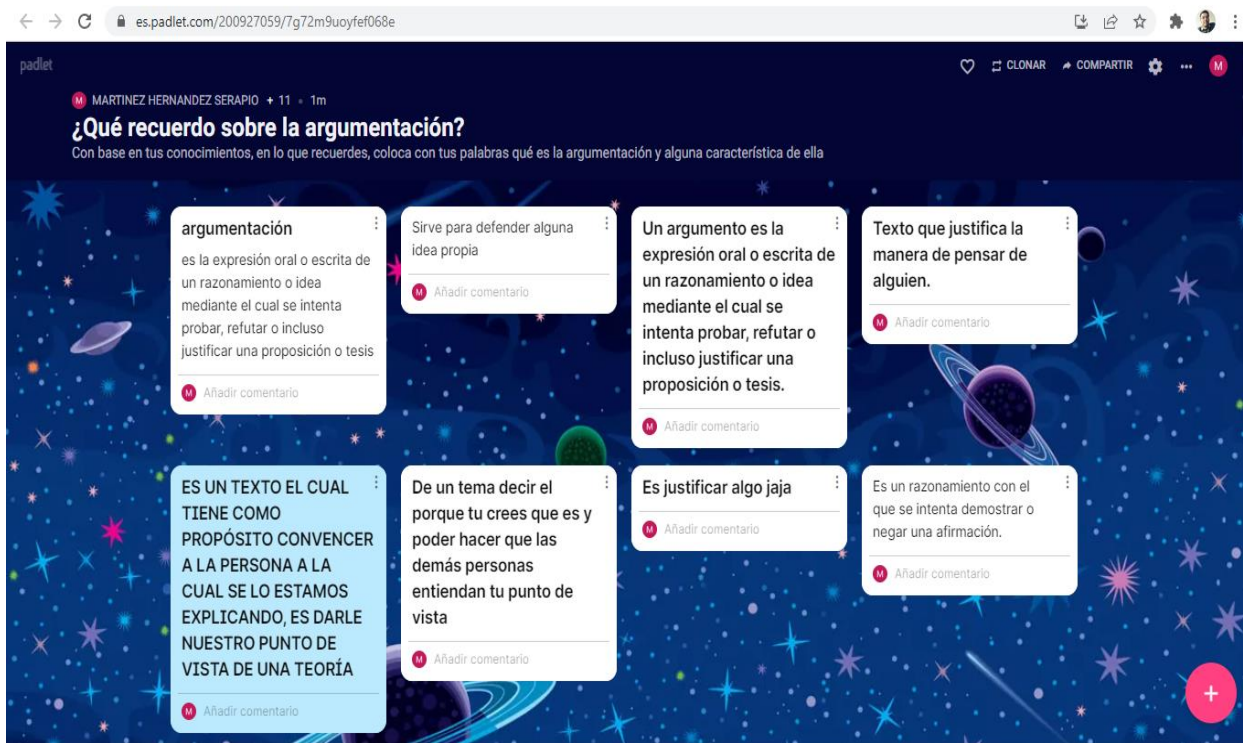 es.padlet.com/200927059/7g72m9uoyfef068e
padlet
CLONAR
COMPARTIR
M
M MARTINEZ HERNANDEZ SERAPIO + 11 • 1m
¿Qué recuerdo sobre la argumentación?
Con base en tus conocimientos, en lo que recuerdes, coloca con tus palabras qué es la argumentación y alguna característica de ella
argumentación
es la expresión oral o escrita de
un razonamiento o idea
mediante el cual se intenta
probar, refutar o incluso
justificar una proposición o tesis
M Añadir comentario
Sirve para defender alguna
idea propia
M Añadir comentario
Un argumento es la
expresión oral o escrita de
un razonamiento o idea
mediante el cual se
intenta probar, refutar o
incluso justificar una
proposición o tesis.
M Añadir comentario
Texto que justifica la
manera de pensar de
alguien.
M Añadir comentario
ES UN TEXTO EL CUAL
TIENE COMO
PROPÓSITO CONVENCER
A LA PERSONA A LA
CUAL SE LO ESTAMOS
EXPLICANDO, ES DARLE
NUESTRO PUNTO DE
VISTA DE UNA TEORÍA
M Añadir comentario
De un tema decir el
porque tu crees que es y
poder hacer que las
demás personas
entiendan tu punto de
vista
M Añadir comentario
Es justificar algo jaja
M Añadir comentario
Es un razonamiento con el
que se intenta demostrar o
negar una afirmación.
M Añadir comentario